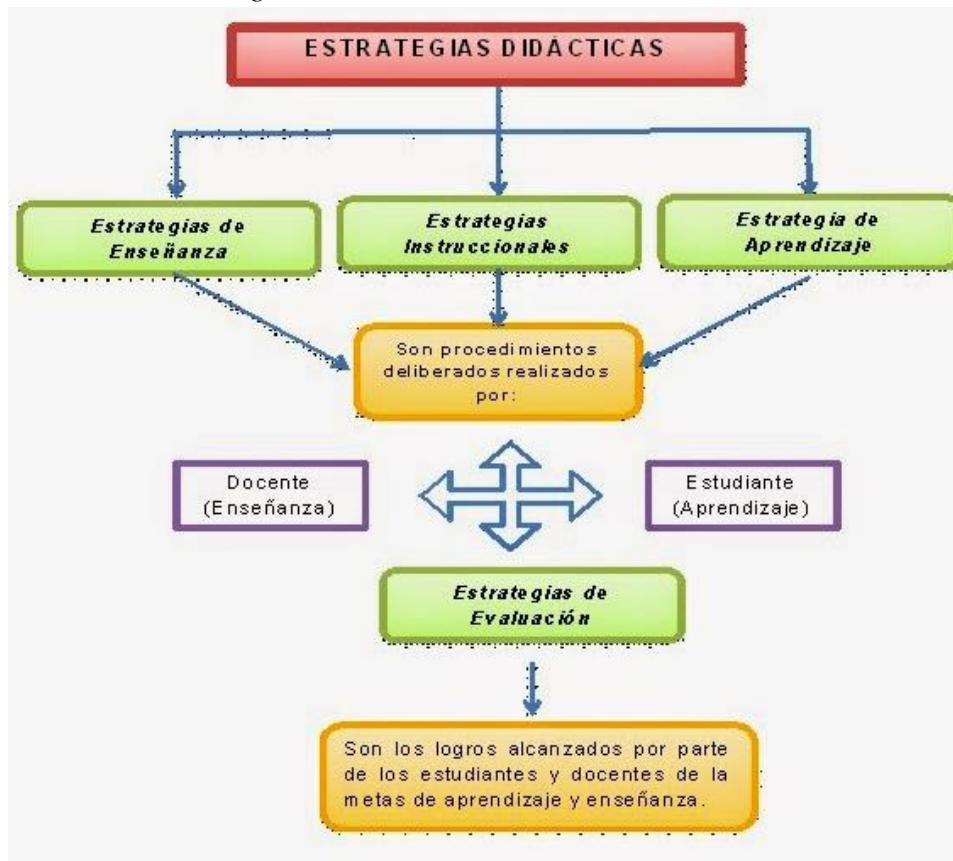 ESTRATEGIAS DIDÁCTICAS
Estrategias de
Enseñanza
Estrategias
Instruccionales
Estrategia de
Aprendizaje
Son procedimientos
deliberados realizados
por:
Docente
(Enseñanza)
Estudiante
(Aprendizaje)
Estrategias de
Evaluación
Son los logros alcanzados por parte
de los estudiantes y docentes de la
metas de aprendizaje y enseñanza.